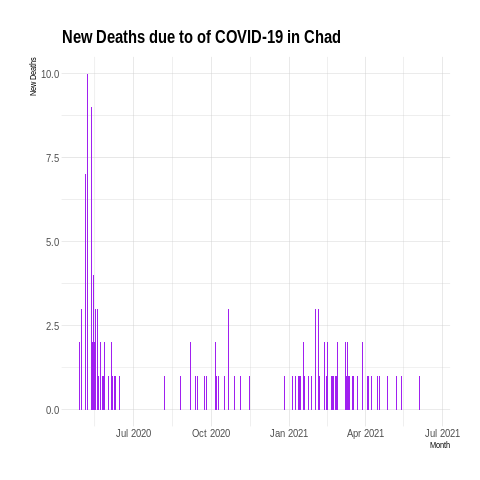 New Deaths due to of COVID-19 in Chad
New Deaths
10.0
7.5
5.0
2.5
0.0
Jul 2020 Oct 2020 Jan 2021 Apr 2021 Jul 2021
Month